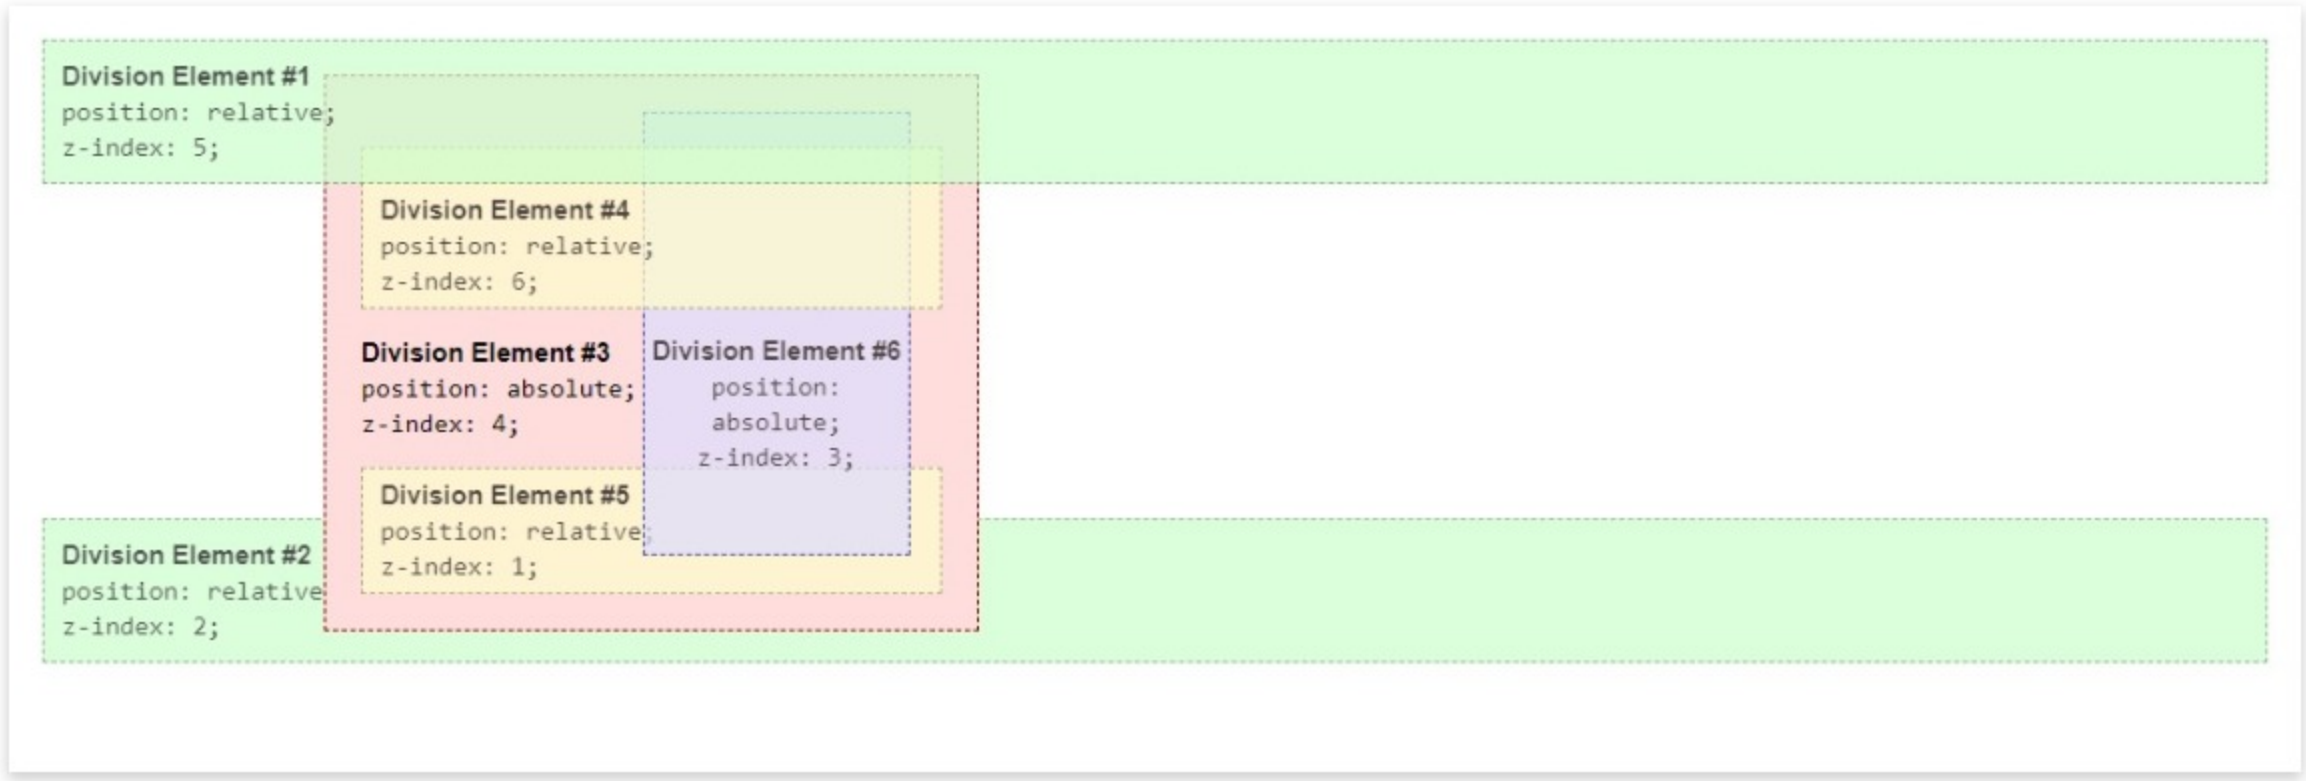 Division Element #1
position: relative;
z-index: 5;
Division Element #4
position: relative;
z-index: 6;
Division Element #3
position: absolute;
z-index: 4;
Division Element #6
position:
absolute;
z-index: 3;
Division Element #5
position: relative;
z-index: 1;
Division Element #2
position: relative
z-index: 2;